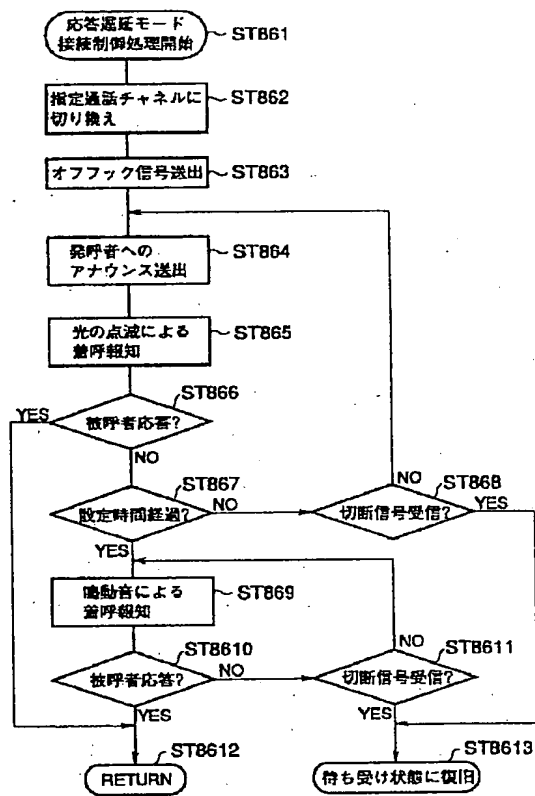 応答遅延モード
接続制御処理開始
ST861
指定通話チャネルに
切り換え
ST862
オフフック信号送出
ST863
発呼者への
アナウンス送出
ST864
光の点滅による
着呼報知
ST865
ST866
YES
被呼者応答?
NO
ST867
設定時間経過?
NO
YES
ST868
NO
切断信号受信?
YES
鳴動音による
着呼報知
ST869
ST8610
被呼者応答?
NO
YES
NO
ST8611
切断信号受信?
YES
ST8612
RETURN
ST8613
待ち受け状態に復旧